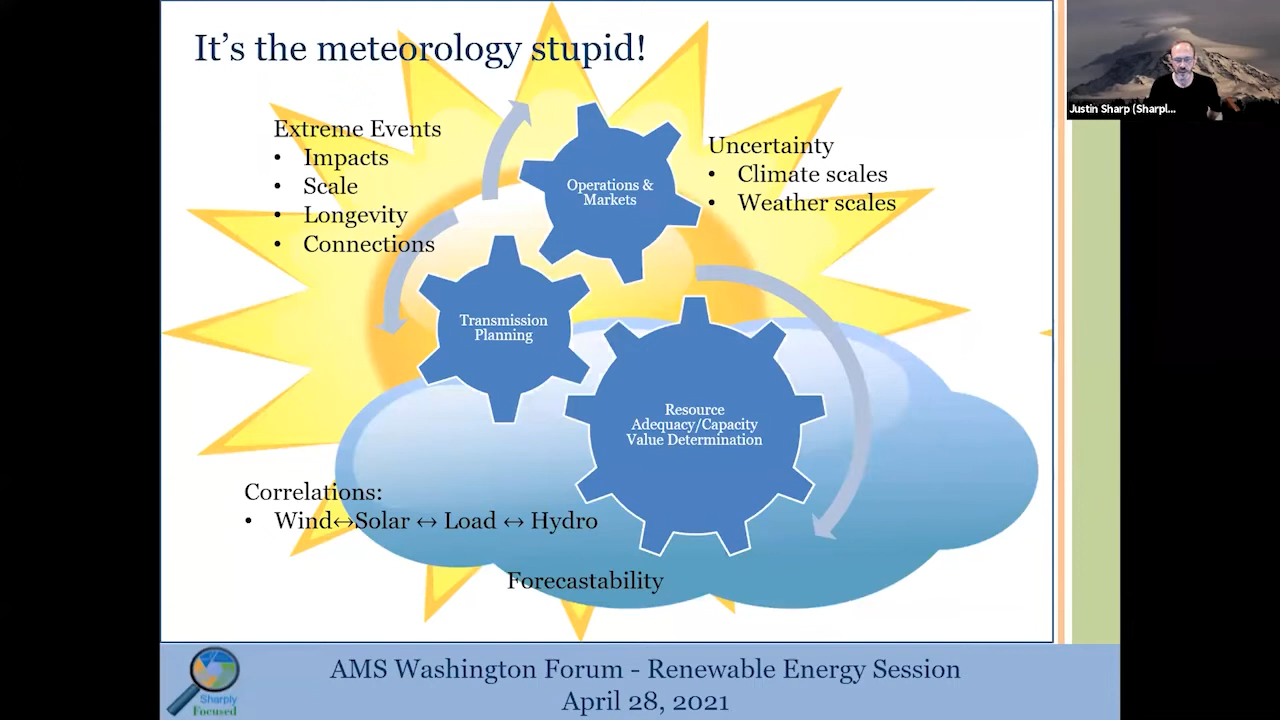 It's the meteorology stupid!
Extreme Events
• Impacts
• Scale
• Longevity
• Connections
Operations &
Markets
Uncertainty
• Climate scales
• Weather scales
Transmission
Planning
Resource
Adequacy/Capacity
Value Determination
Correlations:
• Wind↔Solar ↔ Load ↔ Hydro
Forecastability
Sharply
Focused
AMS Washington Forum - Renewable Energy Session
April 28, 2021
Justin Sharp (Sharpl...